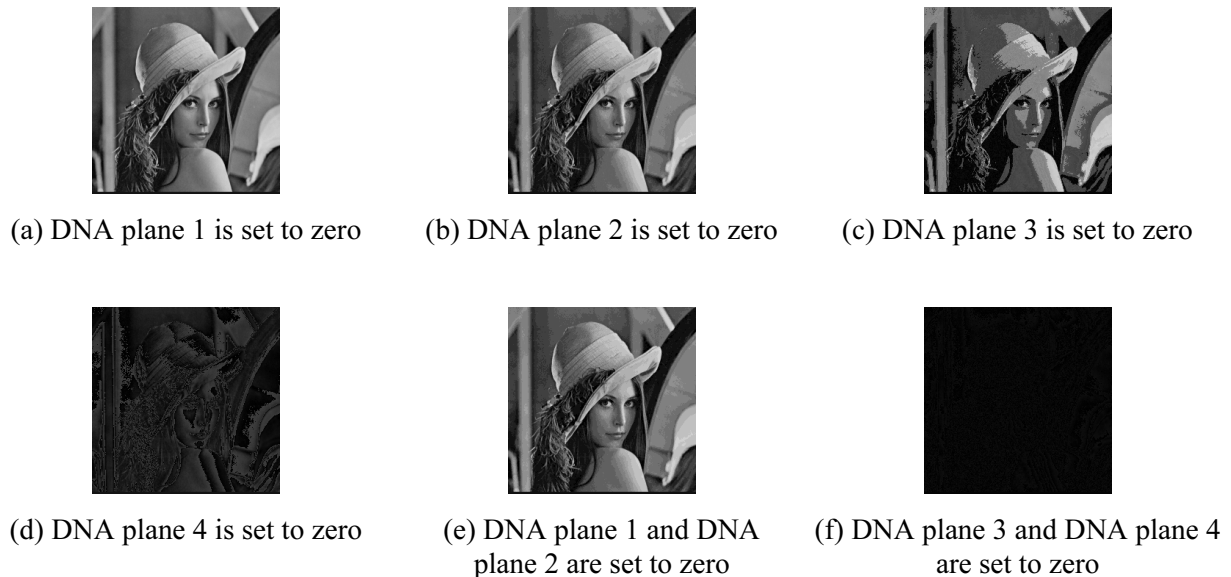 (a) DNA plane 1 is set to zero
(b) DNA plane 2 is set to zero
(c) DNA plane 3 is set to zero
(d) DNA plane 4 is set to zero
(e) DNA plane 1 and DNA
plane 2 are set to zero
(f) DNA plane 3 and DNA plane 4
are set to zero